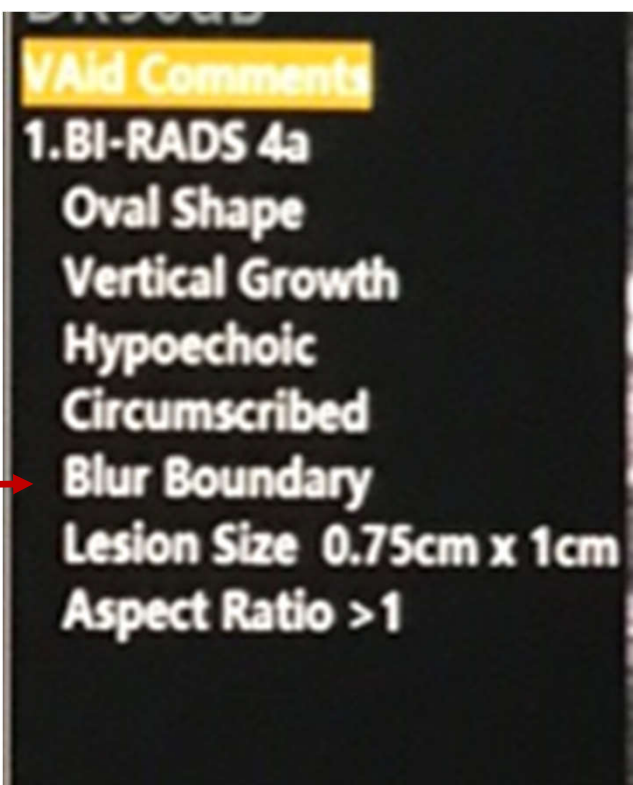 VAid Comments
1.BI-RADS 4a
Oval Shape
Vertical Growth
Hypoechoic
Circumscribed
Blur Boundary
Lesion Size 0.75cm x 1cm
Aspect Ratio >1